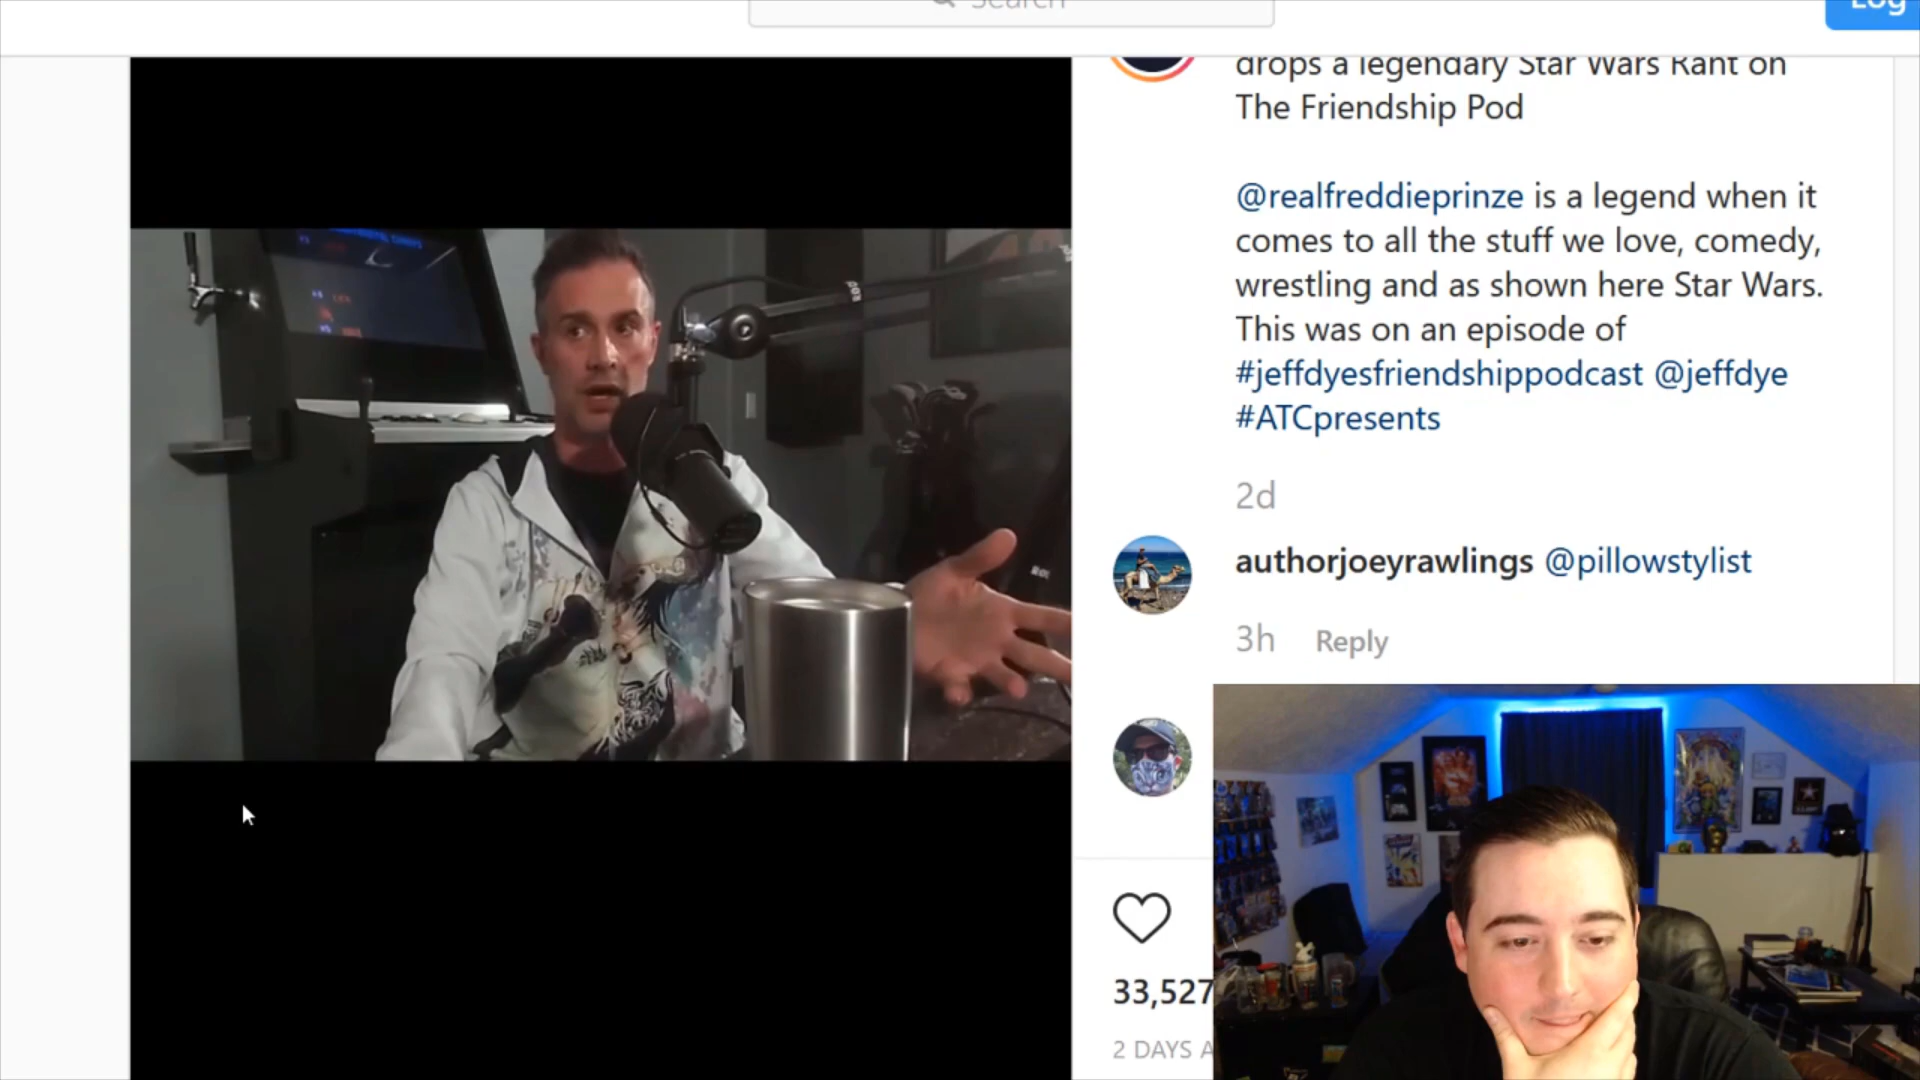 Search
Log
drops a legendary Star Wars Rant on
The Friendship Pod
@realfreddieprinze is a legend when it
comes to all the stuff we love, comedy,
wrestling and as shown here Star Wars.
This was on an episode of
#jeffdyesfriendshippodcast @jeffdye
#ATCpresents
2d
authorjoeyrawlings @pillowstylist
3h Reply
33,527
2 DAYS A